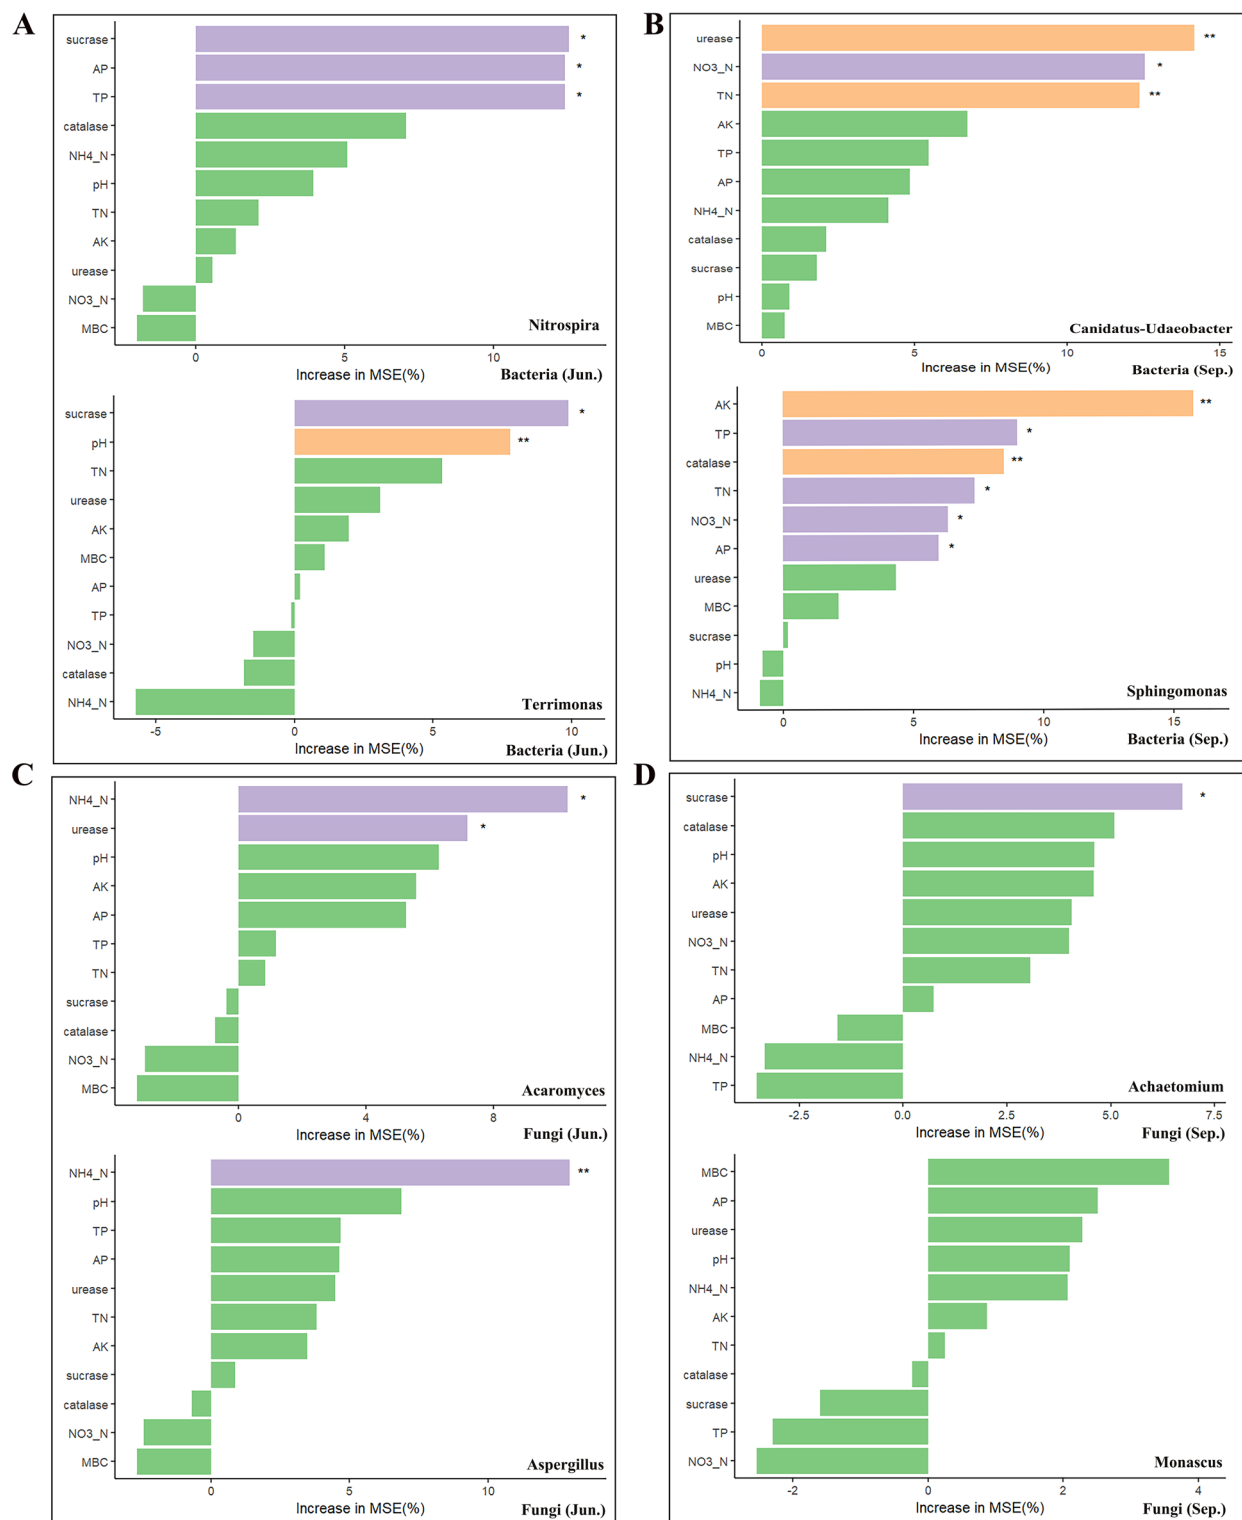 A
sucrase *
AP *
TP *
catalase
NH4_N
pH
TN
AK
urease
NO3_N
MBC
Nitrospira
0 5 10
Increase in MSE(%) Bacteria (Jun.)
sucrase *
pH **
TN
urease
AK
MBC
AP
TP
NO3_N
catalase
NH4_N
Terrimonas
-5 0 5 10
Increase in MSE(%) Bacteria (Jun.)
B
urease **
NO3_N *
TN **
AK
TP
AP
NH4_N
catalase
sucrase
pH
MBC
Canidatus-Udaeobacter
0 5 10 15
Increase in MSE(%) Bacteria (Sep.)
AK **
TP *
catalase **
TN *
NO3_N *
AP *
urease
MBC
sucrase
pH
NH4_N
Sphingomonas
0 5 10 15
Increase in MSE(%) Bacteria (Sep.)
C
NH4_N *
urease *
pH
AK
AP
TP
TN
sucrase
catalase
NO3_N
MBC
Acaromyces
0 4 8
Increase in MSE(%) Fungi (Jun.)
NH4_N **
pH
TP
AP
urease
TN
AK
sucrase
catalase
NO3_N
MBC
Aspergillus
0 5 10
Increase in MSE(%) Fungi (Jun.)
D
sucrase *
catalase
pH
AK
urease
NO3_N
TN
AP
MBC
NH4_N
TP
Achaetomium
-2.5 0.0 2.5 5.0 7.5
Increase in MSE(%) Fungi (Sep.)
MBC
AP
urease
pH
NH4_N
AK
TN
catalase
sucrase
TP
NO3_N
Monascus
-2 0 2 4
Increase in MSE(%) Fungi (Sep.)